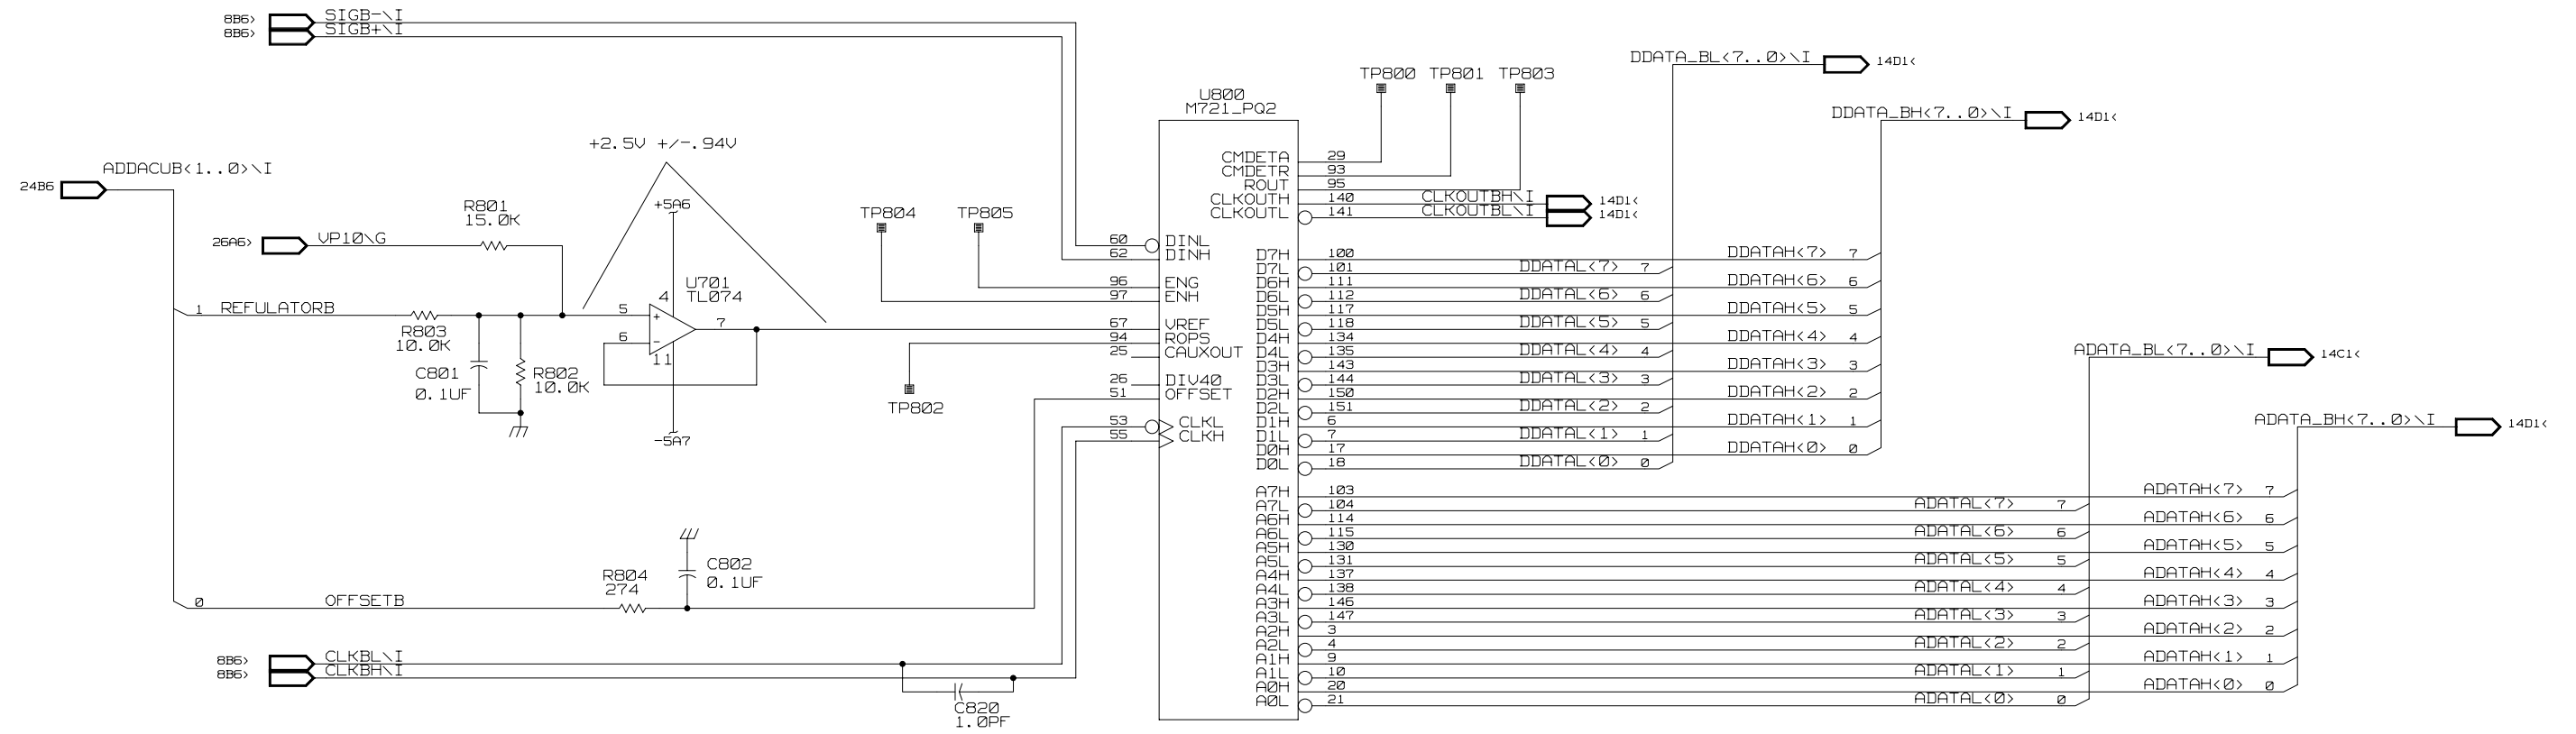 8B6> SIGB-\I
8B6> SIGB+\I
DDATA_BL<7..0>\I 14D1<
TP800 TP801 TP803
U800
M721_PQ2
DDATA_BH<7..0>\I 14D1<
+2.5V +/-.94V
ADDACUB<1..0>\I
24B6
R801
15.0K
+5A6
TP804 TP805
26A6> VP10\G
U701
TL074
4
1 REFULATORB
R803
10.0K
5
6
7
11
C801
0.1UF
R802
10.0K
-5A7
TP802
CMDETA 29
CMDETR 93
ROUT 95
CLKOUTH 140 CLKOUTBH\I 14D1<
CLKOUTL 141 CLKOUTBL\I 14D1<
60 DINL
62 DINH
96 ENG
97 ENH
67 VREF
94 ROPS
25 CAUXOUT
26 DIV40
51 OFFSET
53 CLKL
55 CLKH
D7H 100 DDATAH<7> 7
D7L 101 DDATAL<7> 7
D6H 111 DDATAH<6> 6
D6L 112 DDATAL<6> 6
D5H 117 DDATAH<5> 5
D5L 118 DDATAL<5> 5
D4H 134 DDATAH<4> 4
D4L 135 DDATAL<4> 4
D3H 143 DDATAH<3> 3
D3L 144 DDATAL<3> 3
D2H 150 DDATAH<2> 2
D2L 151 DDATAL<2> 2
D1H 6 DDATAH<1> 1
D1L 7 DDATAL<1> 1
D0H 17 DDATAH<0> 0
D0L 18 DDATAL<0> 0
ADATA_BL<7..0>\I 14C1<
ADATA_BH<7..0>\I 14D1<
A7H 103 ADATAH<7> 7
A7L 104 ADATAL<7> 7
A6H 114 ADATAH<6> 6
A6L 115 ADATAL<6> 6
A5H 130 ADATAH<5> 5
A5L 131 ADATAL<5> 5
A4H 137 ADATAH<4> 4
A4L 138 ADATAL<4> 4
A3H 146 ADATAH<3> 3
A3L 147 ADATAL<3> 3
A2H 3 ADATAH<2> 2
A2L 4 ADATAL<2> 2
A1H 9 ADATAH<1> 1
A1L 10 ADATAL<1> 1
A0H 20 ADATAH<0> 0
A0L 21 ADATAL<0> 0
R804
274
C802
0.1UF
0 OFFSETB
8B6> CLKBL\I
8B6> CLKBH\I
C820
1.0PF